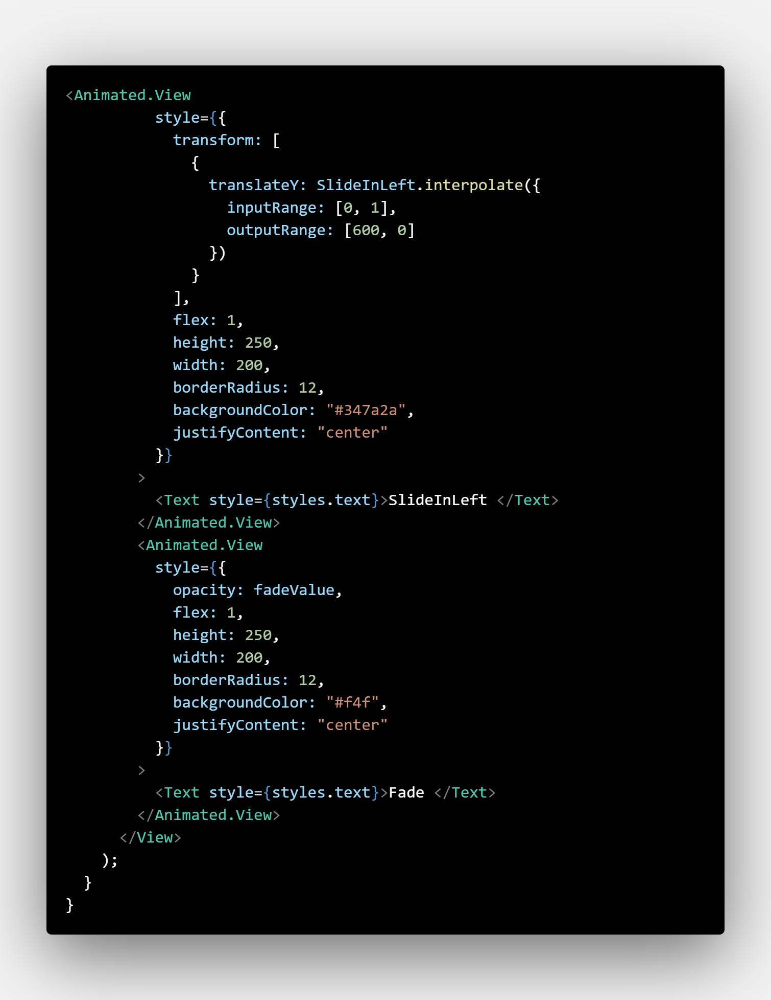 <Animated.View
          style={{
            transform: [
              {
                translateY: SlideInLeft.interpolate({
                  inputRange: [0, 1],
                  outputRange: [600, 0]
                })
              }
            ],
            flex: 1,
            height: 250,
            width: 200,
            borderRadius: 12,
            backgroundColor: "#347a2a",
            justifyContent: "center"
          }}
        >
          <Text style={styles.text}>SlideInLeft </Text>
        </Animated.View>
        <Animated.View
          style={{
            opacity: fadeValue,
            flex: 1,
            height: 250,
            width: 200,
            borderRadius: 12,
            backgroundColor: "#f4f",
            justifyContent: "center"
          }}
        >
          <Text style={styles.text}>Fade </Text>
        </Animated.View>
      </View>
    );
  }
}